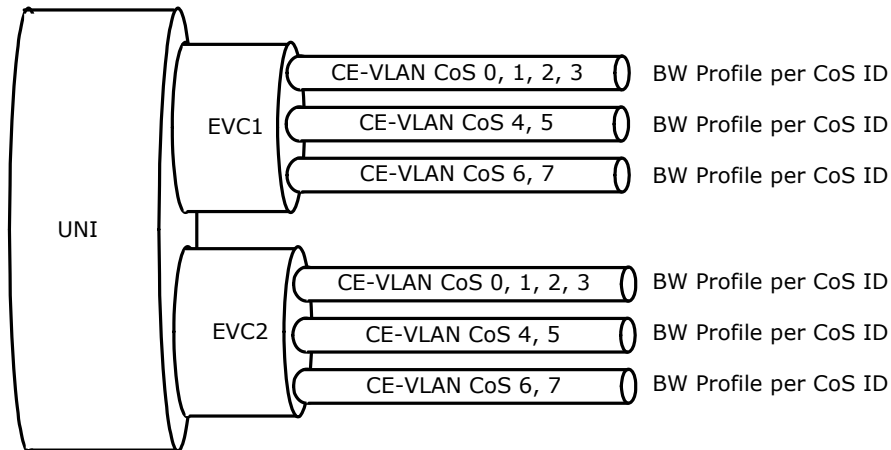 CE-VLAN CoS 0, 1, 2, 3 BW Profile per CoS ID
EVC1 CE-VLAN CoS 4, 5 BW Profile per CoS ID
CE-VLAN CoS 6, 7 BW Profile per CoS ID
UNI
CE-VLAN CoS 0, 1, 2, 3 BW Profile per CoS ID
EVC2 CE-VLAN CoS 4, 5 BW Profile per CoS ID
CE-VLAN CoS 6, 7 BW Profile per CoS ID